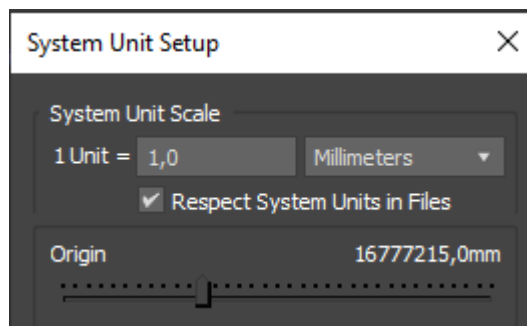 System Unit Setup
System Unit Scale
1 Unit = 1,0 Millimeters
Respect System Units in Files
Origin 16777215,0mm